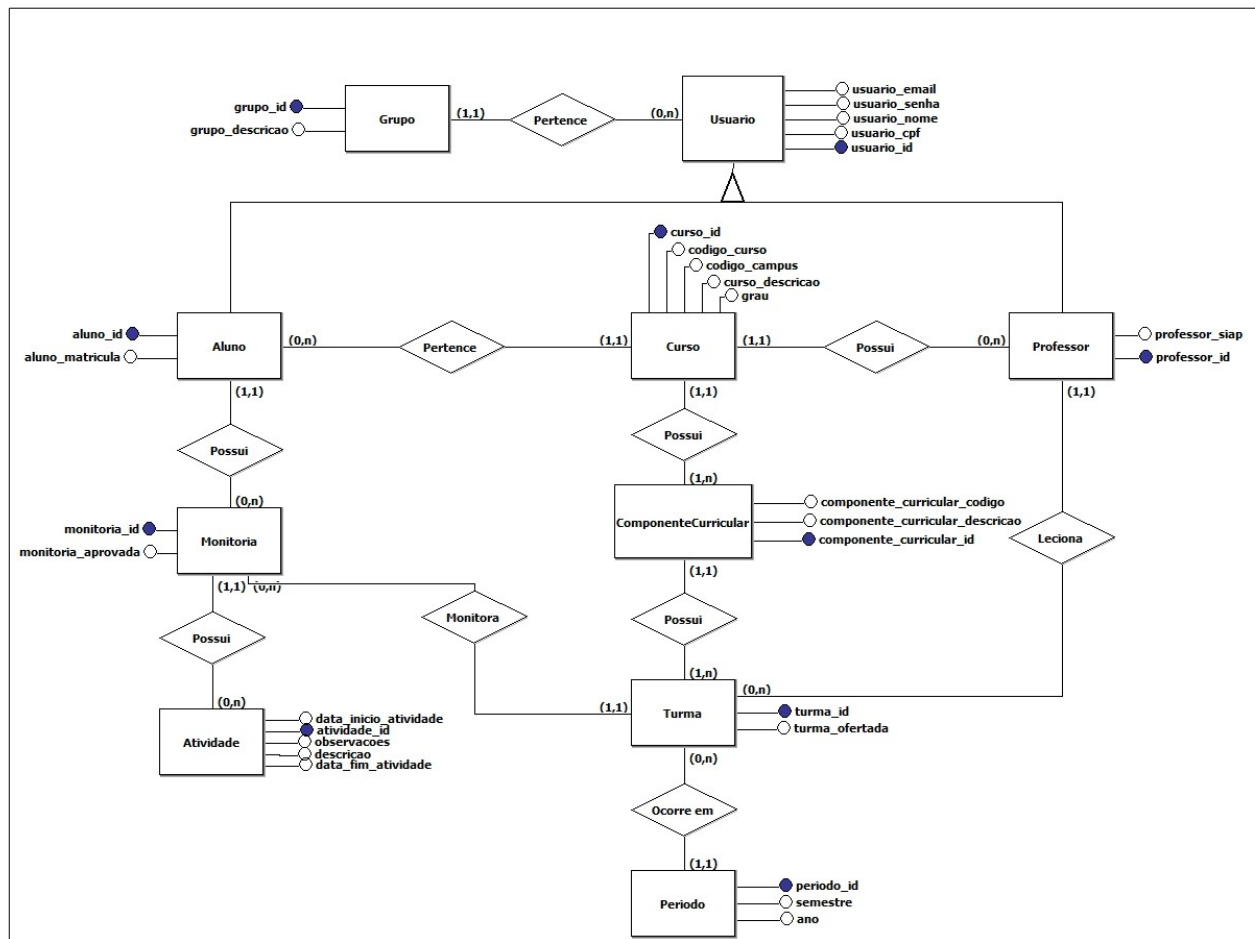 usuario_email
grupo_id
usuario_senha
(1,1)
(0,n)
usuario_nome
Grupo
Pertence
Usuario
grupo_descricao
usuario_cpf
usuario_id
curso_id
codigo_curso
codigo_campus
curso_descricao
grau
aluno_id
professor_siap
Aluno
(0,n)
Pertence
(1,1)
Curso
(1,1)
Possui
(0,n)
Professor
aluno_matricula
professor_id
(1,1)
(1,1)
(1,1)
Possui
Possui
(0,n)
(1,n)
componente_curricular_codigo
monitoria_id
ComponenteCurricular
componente_curricular_descricao
Monitoria
Leciona
monitoria_aprovada
componente_curricular_id
(1,1)
(0,n)
(1,1)
Monitora
Possui
Possui
(0,n)
(1,n)
(0,n)
(1,1)
Turma
turma_id
data_inicio_atividade
turma_ofertada
atividade_id
Atividade
observacoes
descricao
data_fim_atividade
(0,n)
Ocorre em
(1,1)
periodo_id
Periodo
semestre
ano